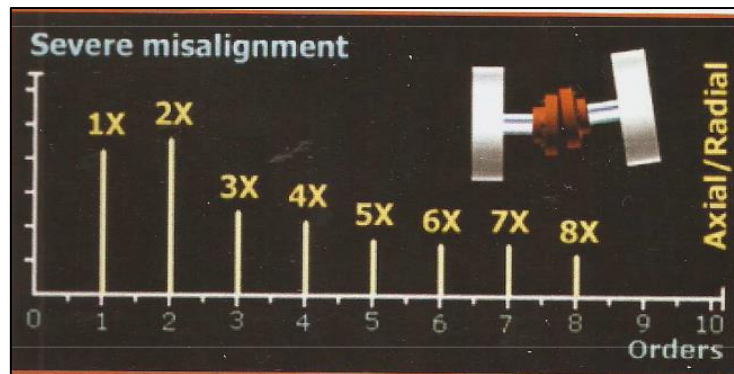 Severe misalignment
1X
2X
3X
4X
5X
6X
7X
8X
Axial/Radial
0 1 2 3 4 5 6 7 8 9 10
Orders